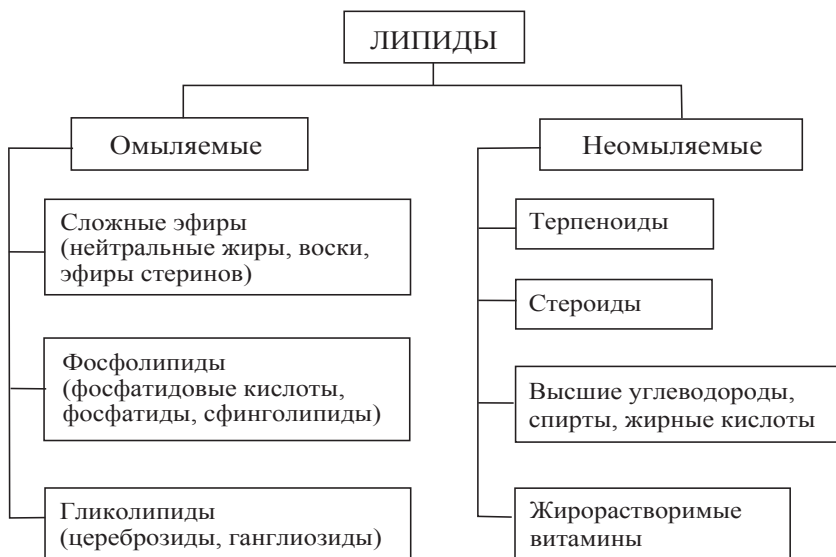 ЛИПИДЫ
Омыляемые
Сложные эфиры
(нейтральные жиры, воски,
эфиры стеринов)
Фосфолипиды
(фосфатидовые кислоты,
фосфатиды, сфинголипиды)
Гликолипиды
(цереброзиды, ганглиозиды)
Неомыляемые
Терпеноиды
Стероиды
Высшие углеводороды,
спирты, жирные кислоты
Жирорастворимые
витамины